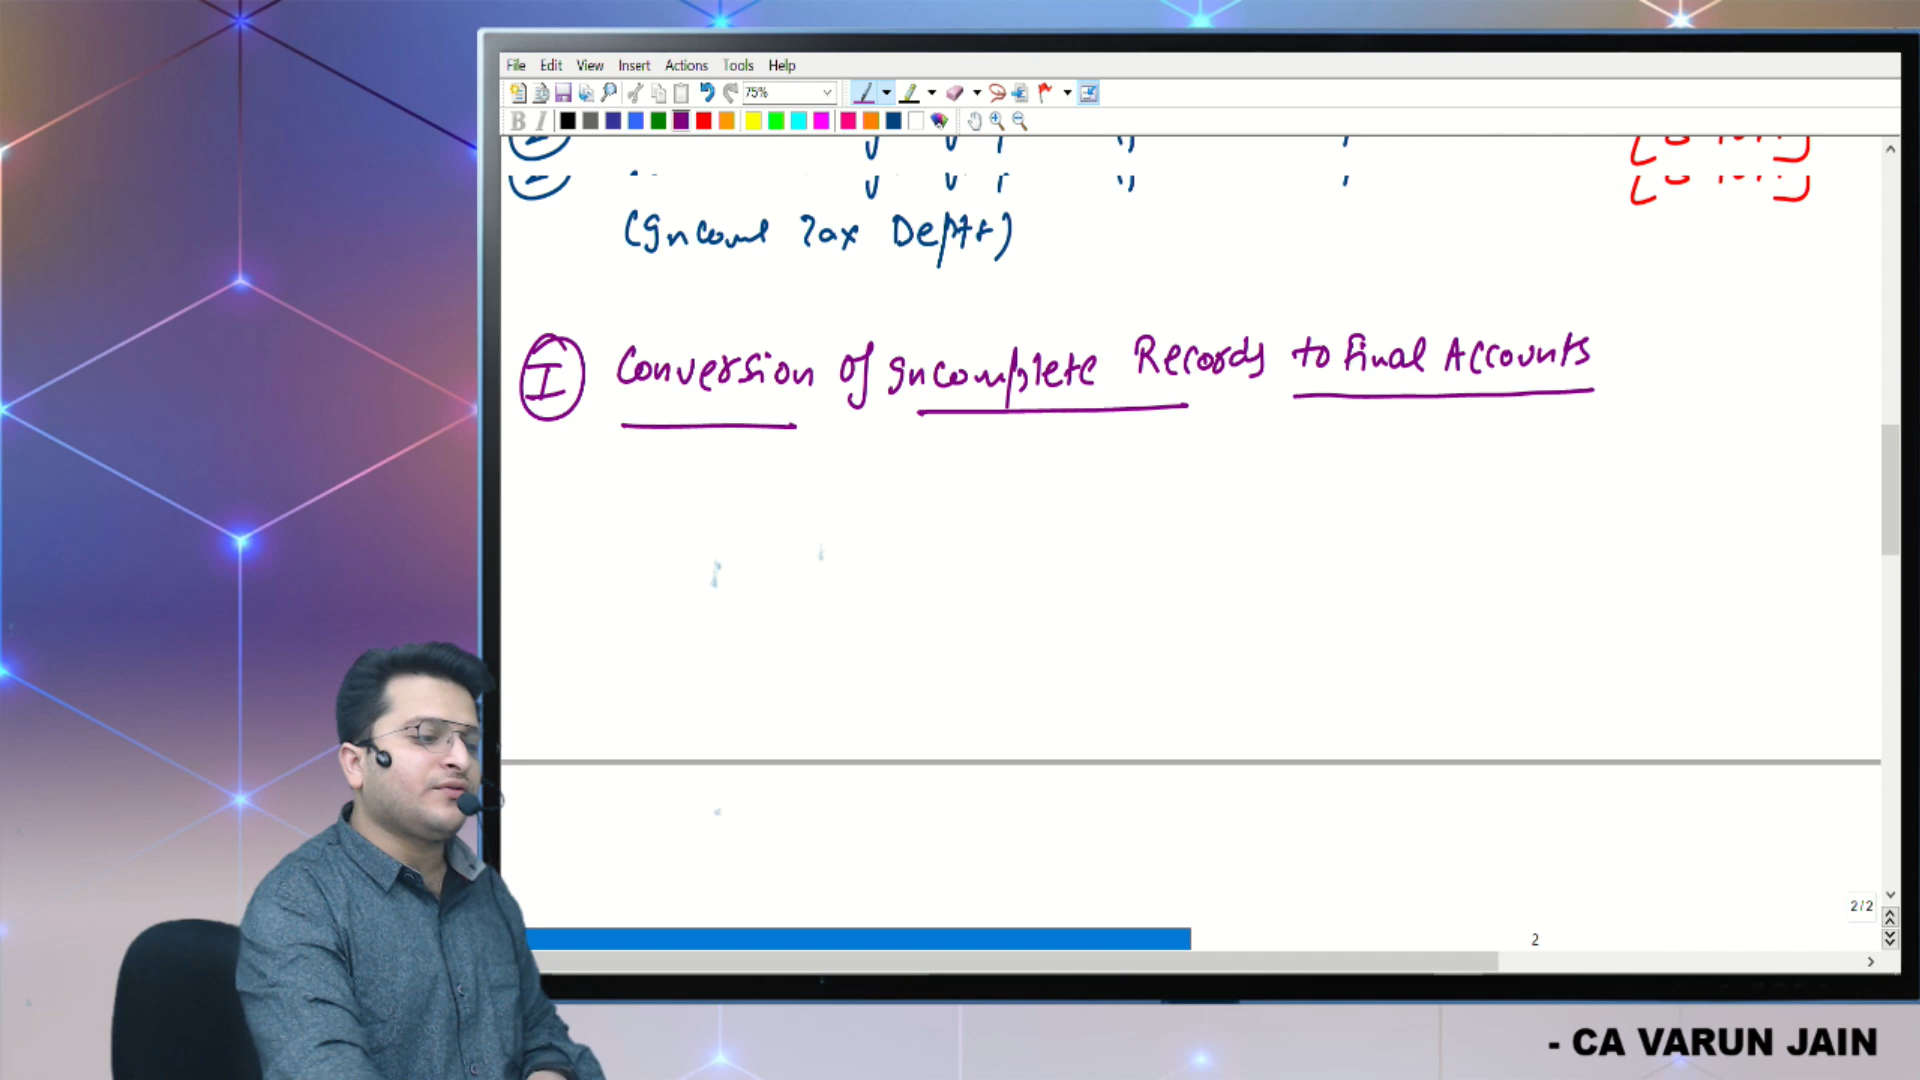 File Edit View Insert Actions Tools Help
75%
B I
(Income Tax Deptt)
I Conversion of Incomplete Records to Final Accounts
2/2
2
- CA VARUN JAIN